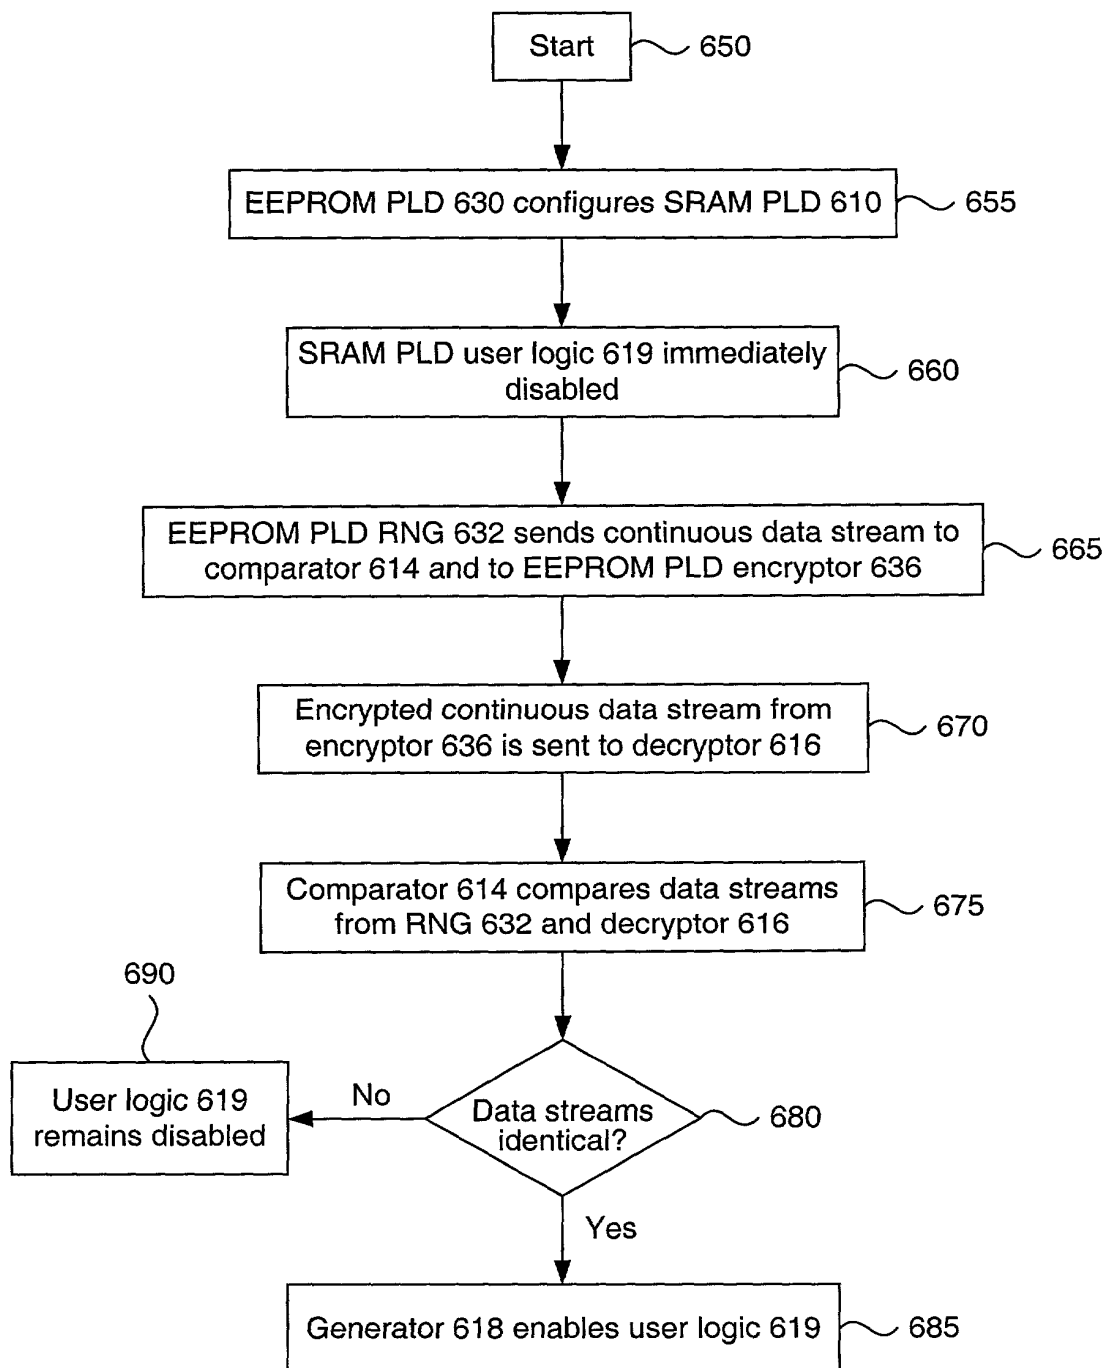 Start
650
EEPROM PLD 630 configures SRAM PLD 610
655
SRAM PLD user logic 619 immediately
disabled
660
EEPROM PLD RNG 632 sends continuous data stream to
comparator 614 and to EEPROM PLD encryptor 636
665
Encrypted continuous data stream from
encryptor 636 is sent to decryptor 616
670
Comparator 614 compares data streams
from RNG 632 and decryptor 616
675
690
User logic 619
remains disabled
No
Data streams
identical?
680
Yes
Generator 618 enables user logic 619
685